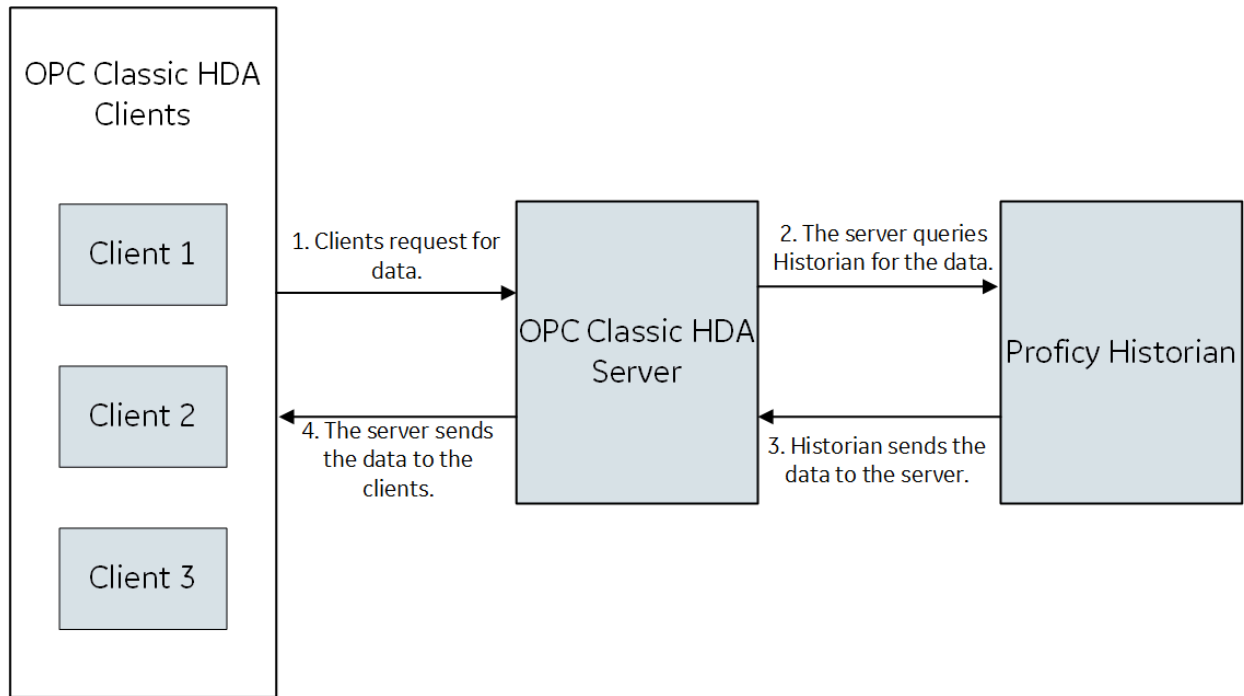 OPC Classic HDA
Clients
Client 1
Client 2
Client 3
1. Clients request for
data.
OPC Classic HDA
Server
4. The server sends
the data to the
clients.
2. The server queries
Historian for the data.
Proficy Historian
3. Historian sends the
data to the server.